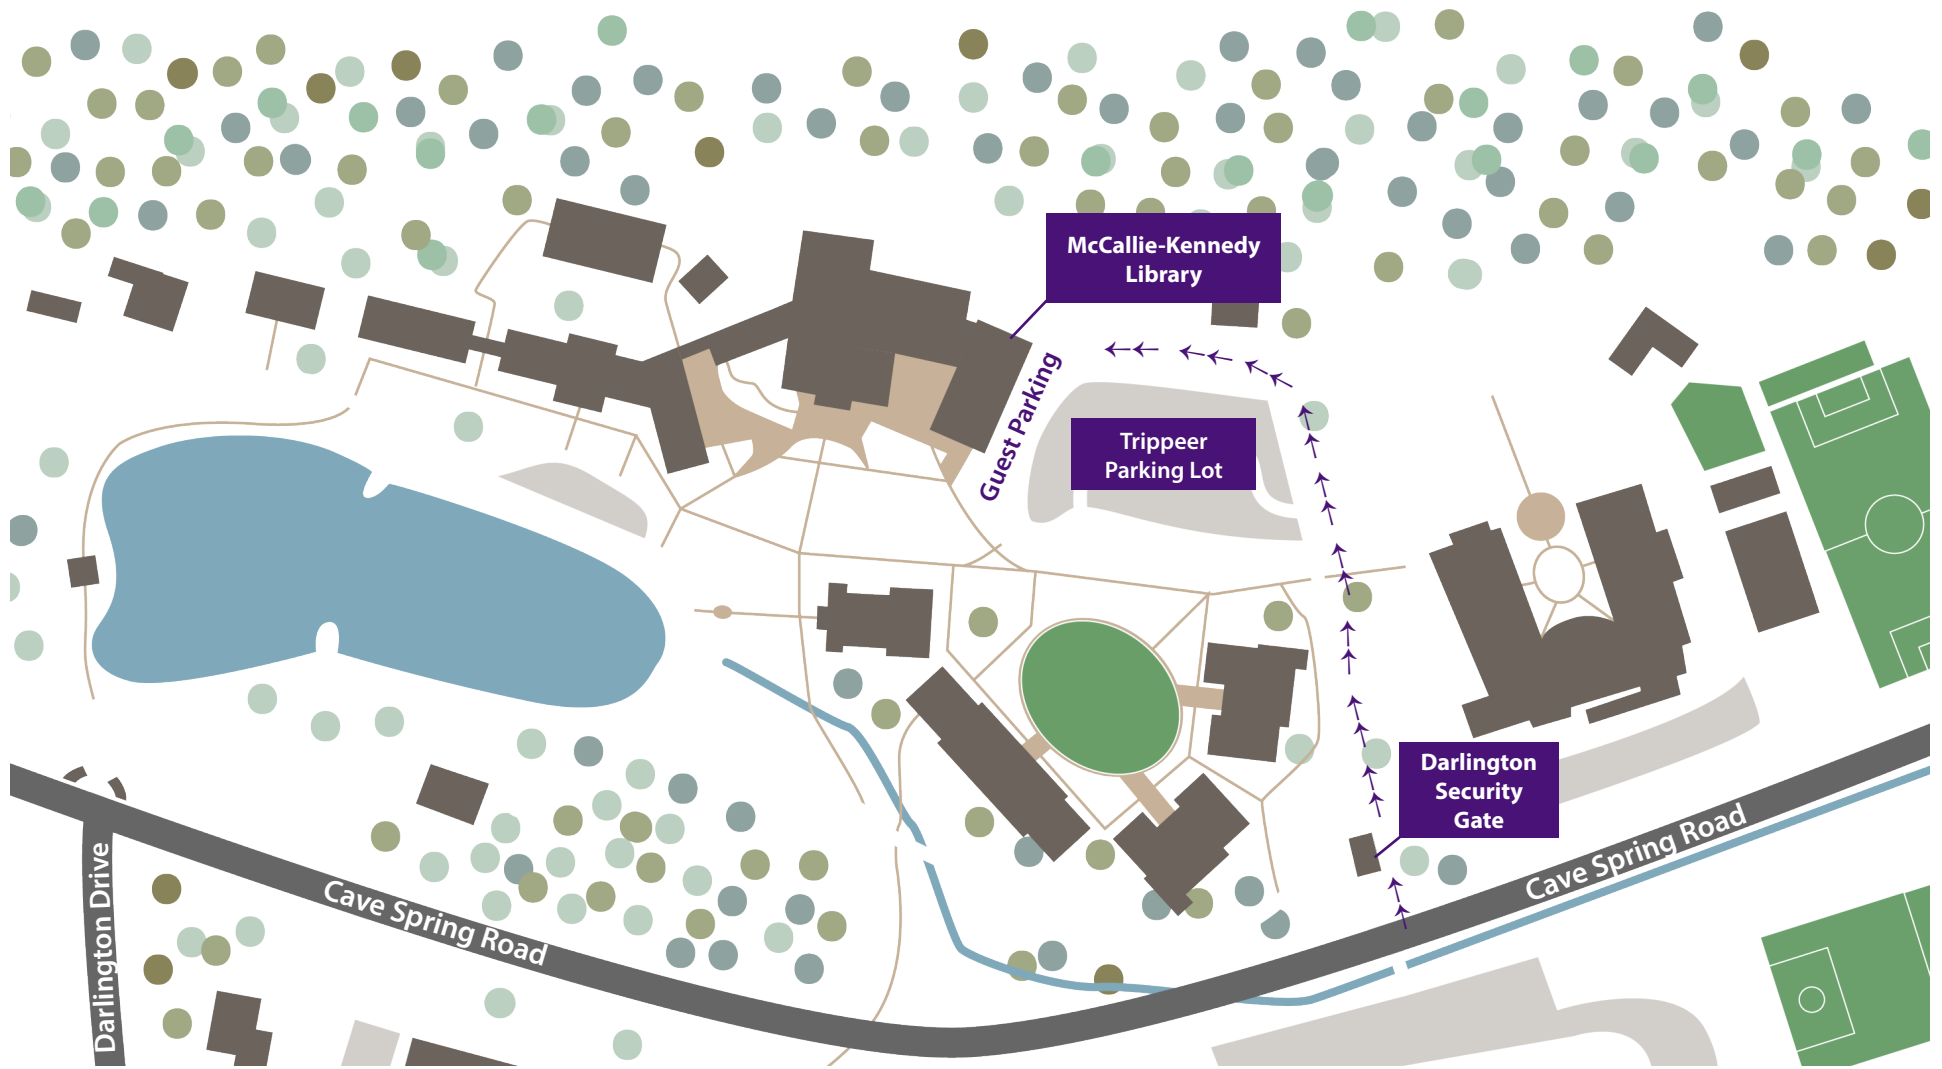 McCallie-Kennedy
Library
Guest Parking
Trippeer
Parking Lot
Darlington
Security
Gate
Cave Spring Road
Darlington Drive
Cave Spring Road